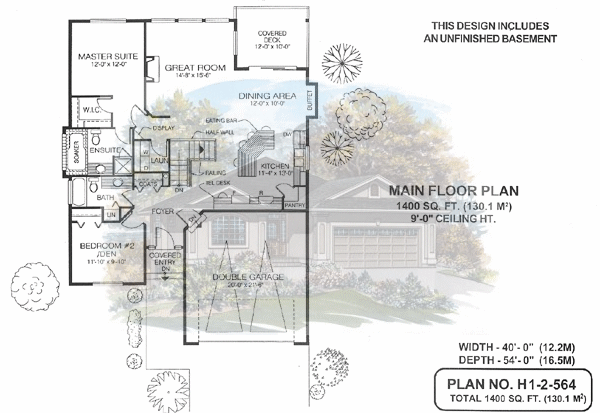 THIS DESIGN INCLUDES
AN UNFINISHED BASEMENT
COVERED
DECK
12'-0" x 10'-0"
MASTER SUITE
12'-0" x 12'-0"
GREAT ROOM
14'-8" x 15'-6"
DINING AREA
12'-0" x 10'-0"
BUFFET
W.I.C.
DISPLAY
EATING BAR
HALF WALL
DW
SOAKER
ENSUITE
W
D
LAUN
KITCHEN
11'-4" x 13'-0"
RAILING
DN
COATS
TEL DESK
R
PANTRY
BATH
LIN
FOYER
DN
BEDROOM #2
/DEN
11'-10" x 9'-10"
COVERED
ENTRY
DN
DOUBLE GARAGE
20'-0" x 21'-6"
MAIN FLOOR PLAN
1400 SQ. FT. (130.1 M²)
9'-0" CEILING HT.
WIDTH - 40'- 0" (12.2M)
DEPTH - 54'- 0" (16.5M)
PLAN NO. H1-2-564
TOTAL 1400 SQ. FT. (130.1 M²)